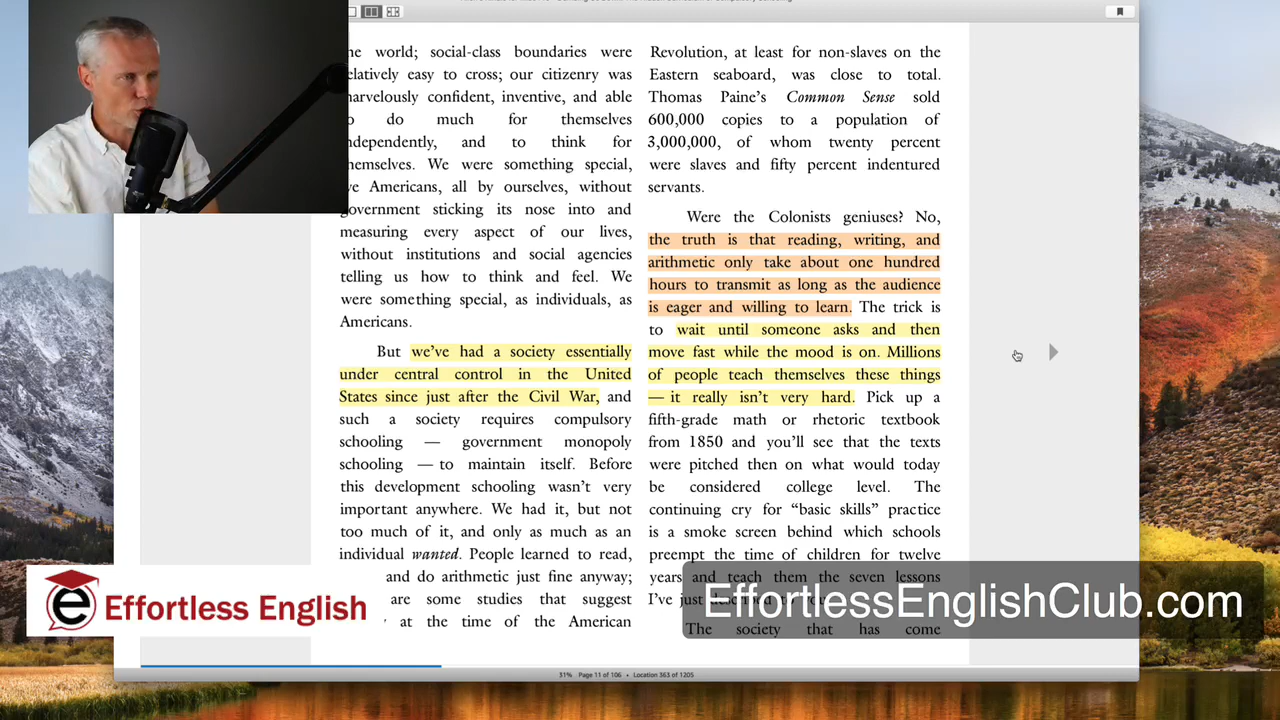 he world; social-class boundaries were
relatively easy to cross; our citizenry was
marvelously confident, inventive, and able
do much for themselves
independently, and to think for
themselves. We were something special,
we Americans, all by ourselves, without
government sticking its nose into and
measuring every aspect of our lives,
without institutions and social agencies
telling us how to think and feel. We
were something special, as individuals, as
Americans.
But we’ve had a society essentially
under central control in the United
States since just after the Civil War, and
such a society requires compulsory
schooling — government monopoly
schooling — to maintain itself. Before
this development schooling wasn’t very
important anywhere. We had it, but not
too much of it, and only as much as an
individual wanted. People learned to read,
and do arithmetic just fine anyway;
are some studies that suggest
at the time of the American
Revolution, at least for non-slaves on the
Eastern seaboard, was close to total.
Thomas Paine’s Common Sense sold
600,000 copies to a population of
3,000,000, of whom twenty percent
were slaves and fifty percent indentured
servants.
Were the Colonists geniuses? No,
the truth is that reading, writing, and
arithmetic only take about one hundred
hours to transmit as long as the audience
is eager and willing to learn. The trick is
to wait until someone asks and then
move fast while the mood is on. Millions
of people teach themselves these things
— it really isn’t very hard. Pick up a
fifth-grade math or rhetoric textbook
from 1850 and you’ll see that the texts
were pitched then on what would today
be considered college level. The
continuing cry for “basic skills” practice
is a smoke screen behind which schools
preempt the time of children for twelve
years and teach them the seven lessons
I’ve just described to you.
The society that has come
e Effortless English
EffortlessEnglishClub.com
31% Page 11 of 106 • Location 363 of 1205